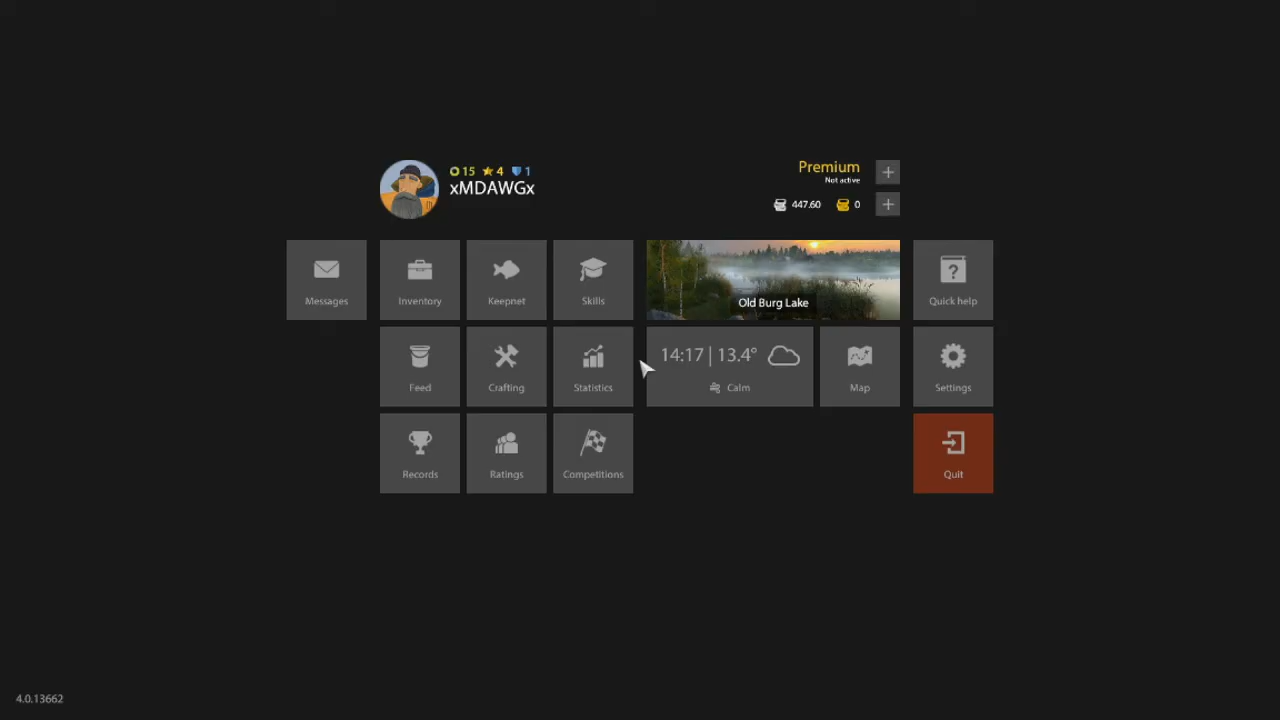 15 4 1
xMDAWGx
Premium
Not active
447.60 0
Messages
Inventory
Keepnet
Skills
Old Burg Lake
Quick help
Feed
Crafting
Statistics
14:17 | 13.4°
Calm
Map
Settings
Records
Ratings
Competitions
Quit
4.0.13662